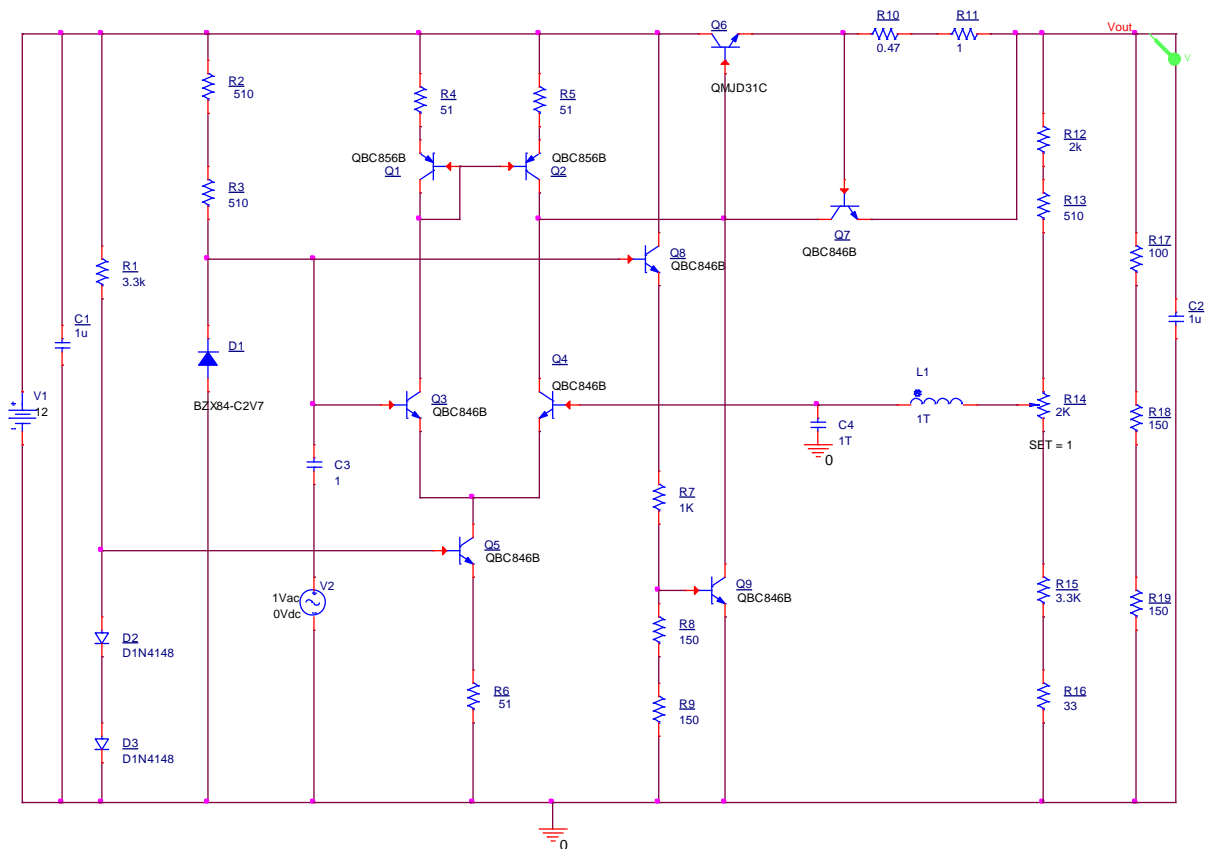 Q6
QMJD31C
R10
0.47
R11
1
Vout
V
R2
510
R4
51
R5
51
R12
2k
QBC856B
Q1
QBC856B
Q2
R3
510
R13
510
Q7
QBC846B
R1
3.3k
Q8
QBC846B
R17
100
C1
1u
C2
1u
D1
BZX84-C2V7
Q3
QBC846B
Q4
QBC846B
L1
1T
R14
2K
SET = 1
V1
12
C4
1T
0
R18
150
C3
1
R7
1K
Q5
QBC846B
V2
1Vac
0Vdc
Q9
QBC846B
R15
3.3K
R19
150
D2
D1N4148
R8
150
R6
51
R9
150
R16
33
D3
D1N4148
0